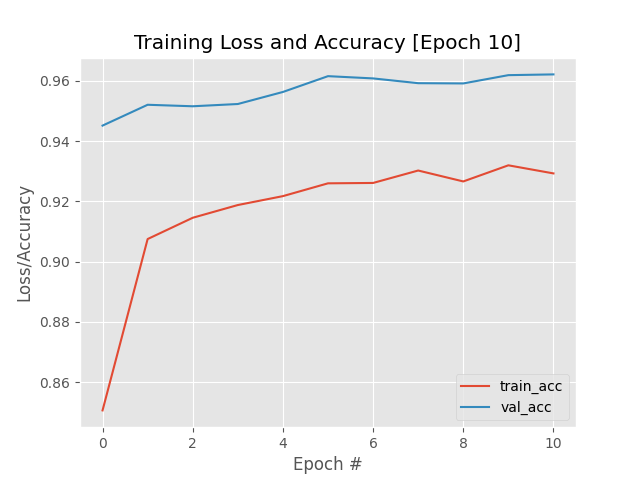 Training Loss and Accuracy [Epoch 10]
Loss/Accuracy
0.96
0.94
0.92
0.90
0.88
0.86
train_acc
val_acc
0 2 4 6 8 10
Epoch #